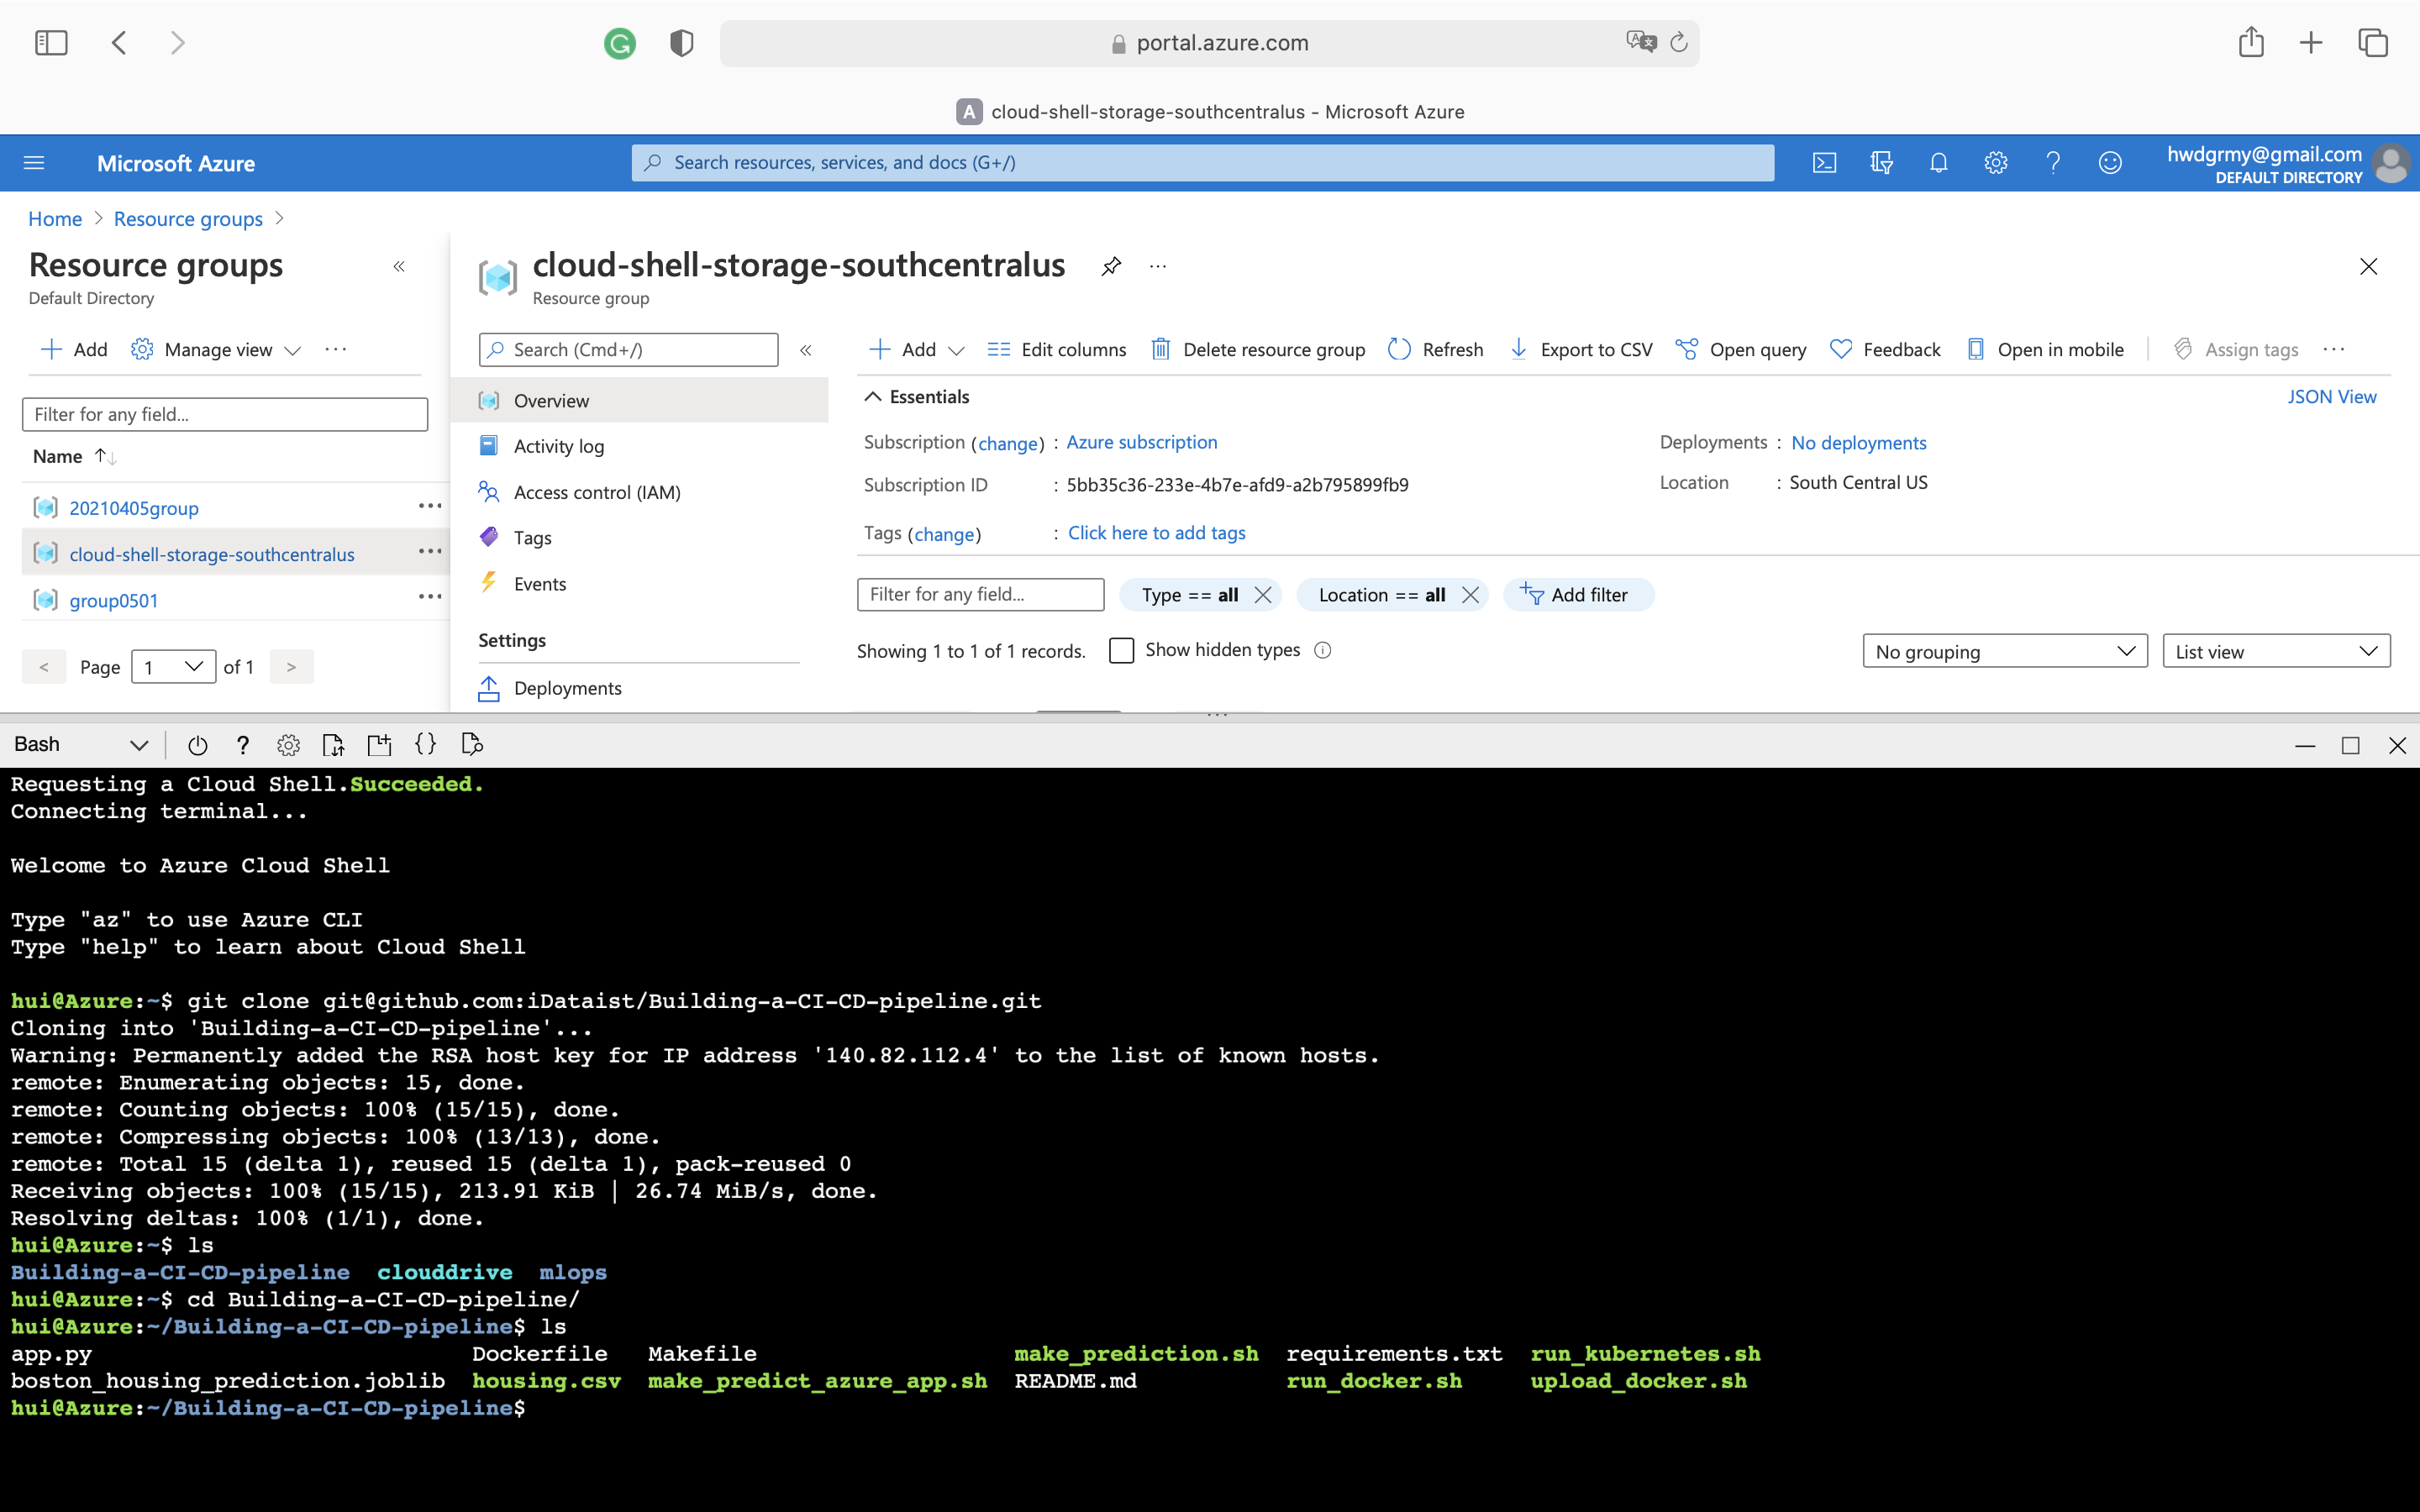 portal.azure.com
A cloud-shell-storage-southcentralus - Microsoft Azure
Microsoft Azure
Search resources, services, and docs (G+/)
hwdgrmy@gmail.com
DEFAULT DIRECTORY
Home > Resource groups >
Resource groups
Default Directory
Add Manage view ...
Filter for any field...
Name
20210405group ...
cloud-shell-storage-southcentralus ...
group0501 ...
< Page 1 of 1 >
cloud-shell-storage-southcentralus ...
Resource group
Search (Cmd+/)
Overview
Activity log
Access control (IAM)
Tags
Events
Settings
Deployments
Add Edit columns Delete resource group Refresh Export to CSV Open query Feedback Open in mobile Assign tags ...
Essentials
JSON View
Subscription (change) : Azure subscription
Subscription ID : 5bb35c36-233e-4b7e-afd9-a2b795899fb9
Tags (change) : Click here to add tags
Deployments : No deployments
Location : South Central US
Filter for any field... Type == all Location == all Add filter
Showing 1 to 1 of 1 records. Show hidden types No grouping List view
Bash ? {}
Requesting a Cloud Shell.Succeeded.
Connecting terminal...
Welcome to Azure Cloud Shell
Type "az" to use Azure CLI
Type "help" to learn about Cloud Shell
hui@Azure:~$ git clone git@github.com:iDataist/Building-a-CI-CD-pipeline.git
Cloning into 'Building-a-CI-CD-pipeline'...
Warning: Permanently added the RSA host key for IP address '140.82.112.4' to the list of known hosts.
remote: Enumerating objects: 15, done.
remote: Counting objects: 100% (15/15), done.
remote: Compressing objects: 100% (13/13), done.
remote: Total 15 (delta 1), reused 15 (delta 1), pack-reused 0
Receiving objects: 100% (15/15), 213.91 KiB | 26.74 MiB/s, done.
Resolving deltas: 100% (1/1), done.
hui@Azure:~$ ls
Building-a-CI-CD-pipeline clouddrive mlops
hui@Azure:~$ cd Building-a-CI-CD-pipeline/
hui@Azure:~/Building-a-CI-CD-pipeline$ ls
app.py Dockerfile Makefile make_prediction.sh requirements.txt run_kubernetes.sh
boston_housing_prediction.joblib housing.csv make_predict_azure_app.sh README.md run_docker.sh upload_docker.sh
hui@Azure:~/Building-a-CI-CD-pipeline$